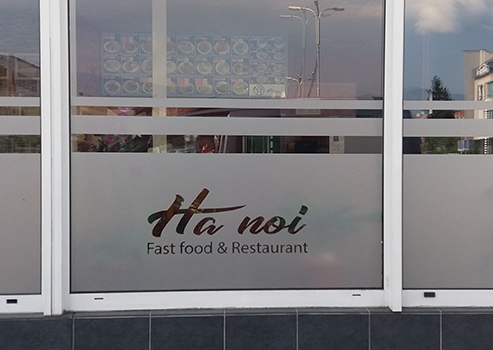 Ha noi
Fast food & Restaurant